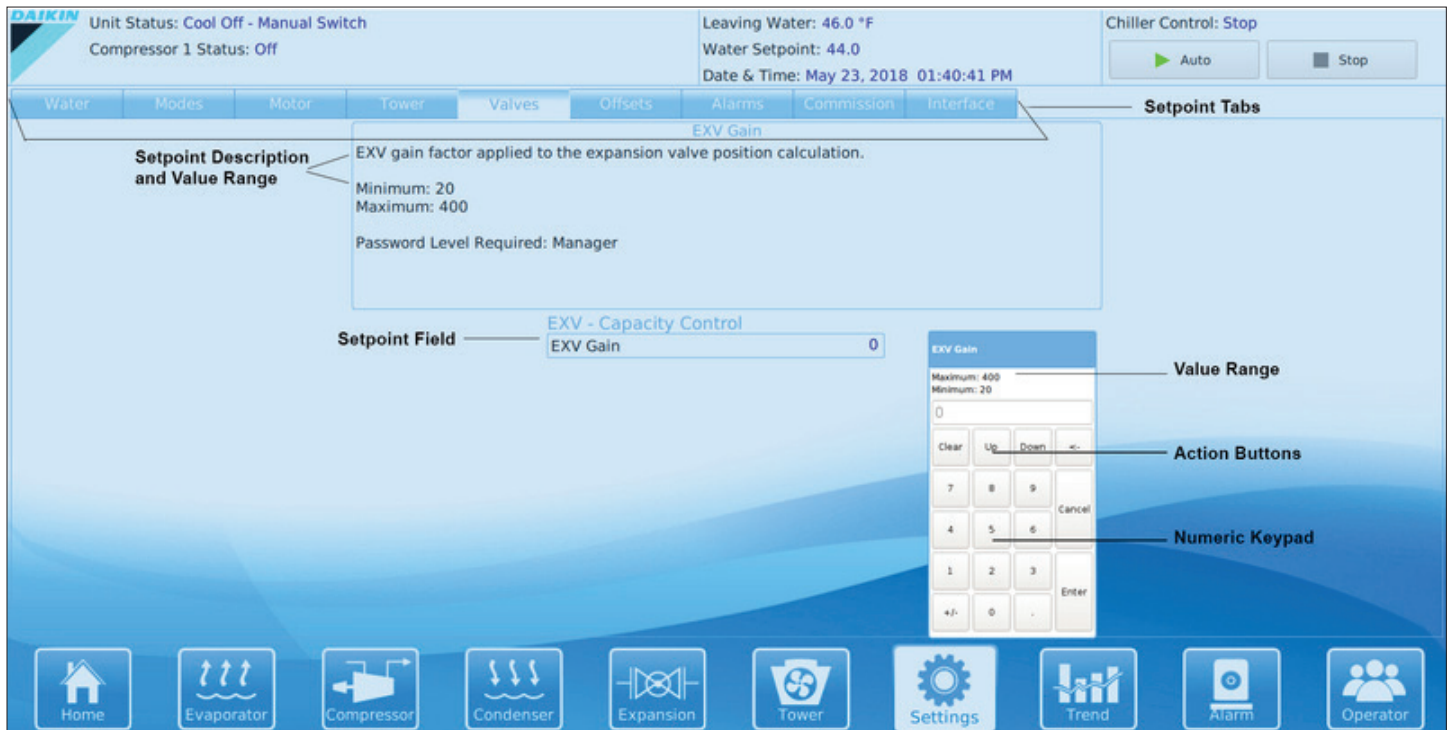 DAIKIN
Unit Status: Cool Off - Manual Switch
Compressor 1 Status: Off
Leaving Water: 46.0 °F
Water Setpoint: 44.0
Date & Time: May 23, 2018 01:40:41 PM
Chiller Control: Stop
Auto
Stop
Water Modes Motor Tower Valves Offsets Alarms Commission Interface
Setpoint Tabs
EXV Gain
Setpoint Description
and Value Range
EXV gain factor applied to the expansion valve position calculation.
Minimum: 20
Maximum: 400
Password Level Required: Manager
EXV - Capacity Control
Setpoint Field
EXV Gain 0
EXV Gain
Maximum: 400
Minimum: 20
Value Range
0
Clear Up Down <-
Action Buttons
7 8 9
Cancel
4 5 6
Numeric Keypad
1 2 3
Enter
+/- 0 .
Home Evaporator Compressor Condenser Expansion Tower Settings Trend Alarm Operator